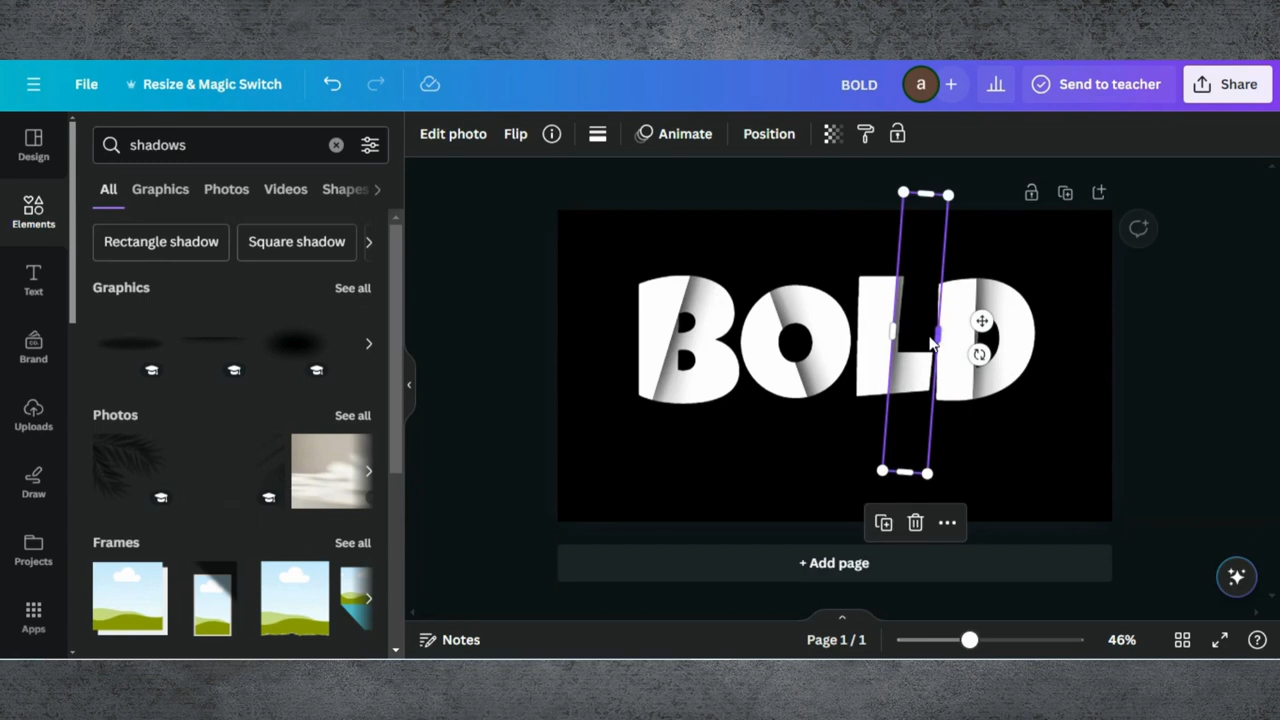 File
Resize & Magic Switch
BOLD
a
Send to teacher
Share
Design
Elements
Text
Brand
Uploads
Draw
Projects
Apps
shadows
All
Graphics
Photos
Videos
Shapes
Rectangle shadow
Square shadow
Graphics
See all
Photos
See all
Frames
See all
Edit photo
Flip
Animate
Position
BOLD
+ Add page
Notes
Page 1 / 1
46%